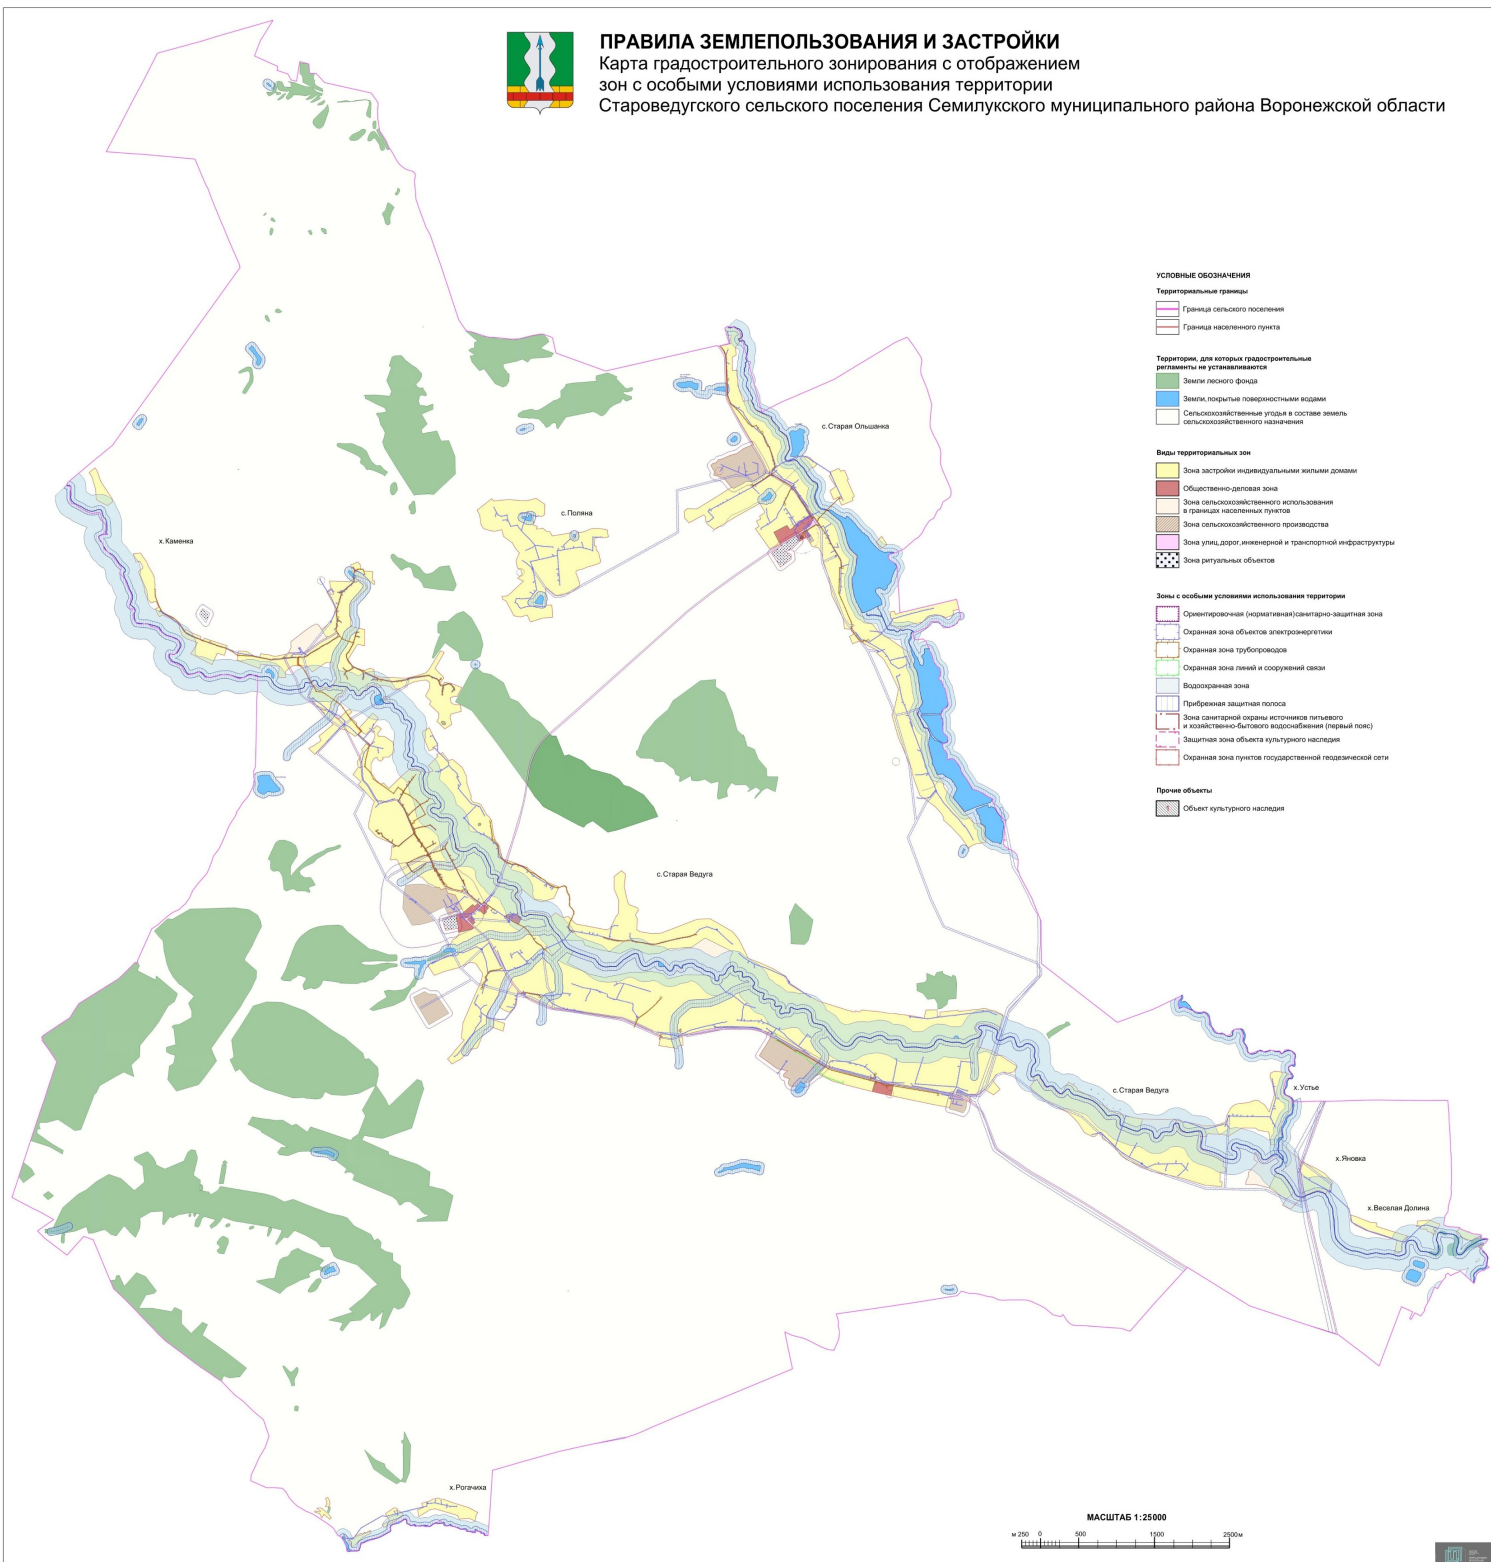 ПРАВИЛА ЗЕМЛЕПОЛЬЗОВАНИЯ И ЗАСТРОЙКИ
Карта градостроительного зонирования с отображением
зон с особыми условиями использования территории
Староведугского сельского поселения Семилукского муниципального района Воронежской области
УСЛОВНЫЕ ОБОЗНАЧЕНИЯ
Территориальные границы
Граница сельского поселения
Граница населенного пункта
Территории, для которых градостроительные
регламенты не устанавливаются
Земли лесного фонда
Земли, покрытые поверхностными водами
Сельскохозяйственные угодья в составе земель
сельскохозяйственного назначения
Виды территориальных зон
Зона застройки индивидуальными жилыми домами
Общественно-деловая зона
Зона сельскохозяйственного использования
в границах населенных пунктов
Зона сельскохозяйственного производства
Зона улиц, дорог, инженерной и транспортной инфраструктуры
Зона ритуальных объектов
Зоны с особыми условиями использования территории
Ориентировочная (нормативная)санитарно-защитная зона
Охранная зона объектов электроэнергетики
Охранная зона трубопроводов
Охранная зона линий и сооружений связи
Водоохранная зона
Прибрежная защитная полоса
Зона санитарной охраны источников питьевого
и хозяйственно-бытового водоснабжения (первый пояс)
Защитная зона объекта культурного наследия
Охранная зона пунктов государственной геодезической сети
Прочие объекты
1 Объект культурного наследия
с.Старая Ольшанка
с.Поляна
х.Каменка
с.Старая Ведуга
с.Старая Ведуга
х.Устье
х.Яновка
х.Веселая Долина
х.Рогачиха
МАСШТАБ 1:25000
м 250 0 500 1500 2500м